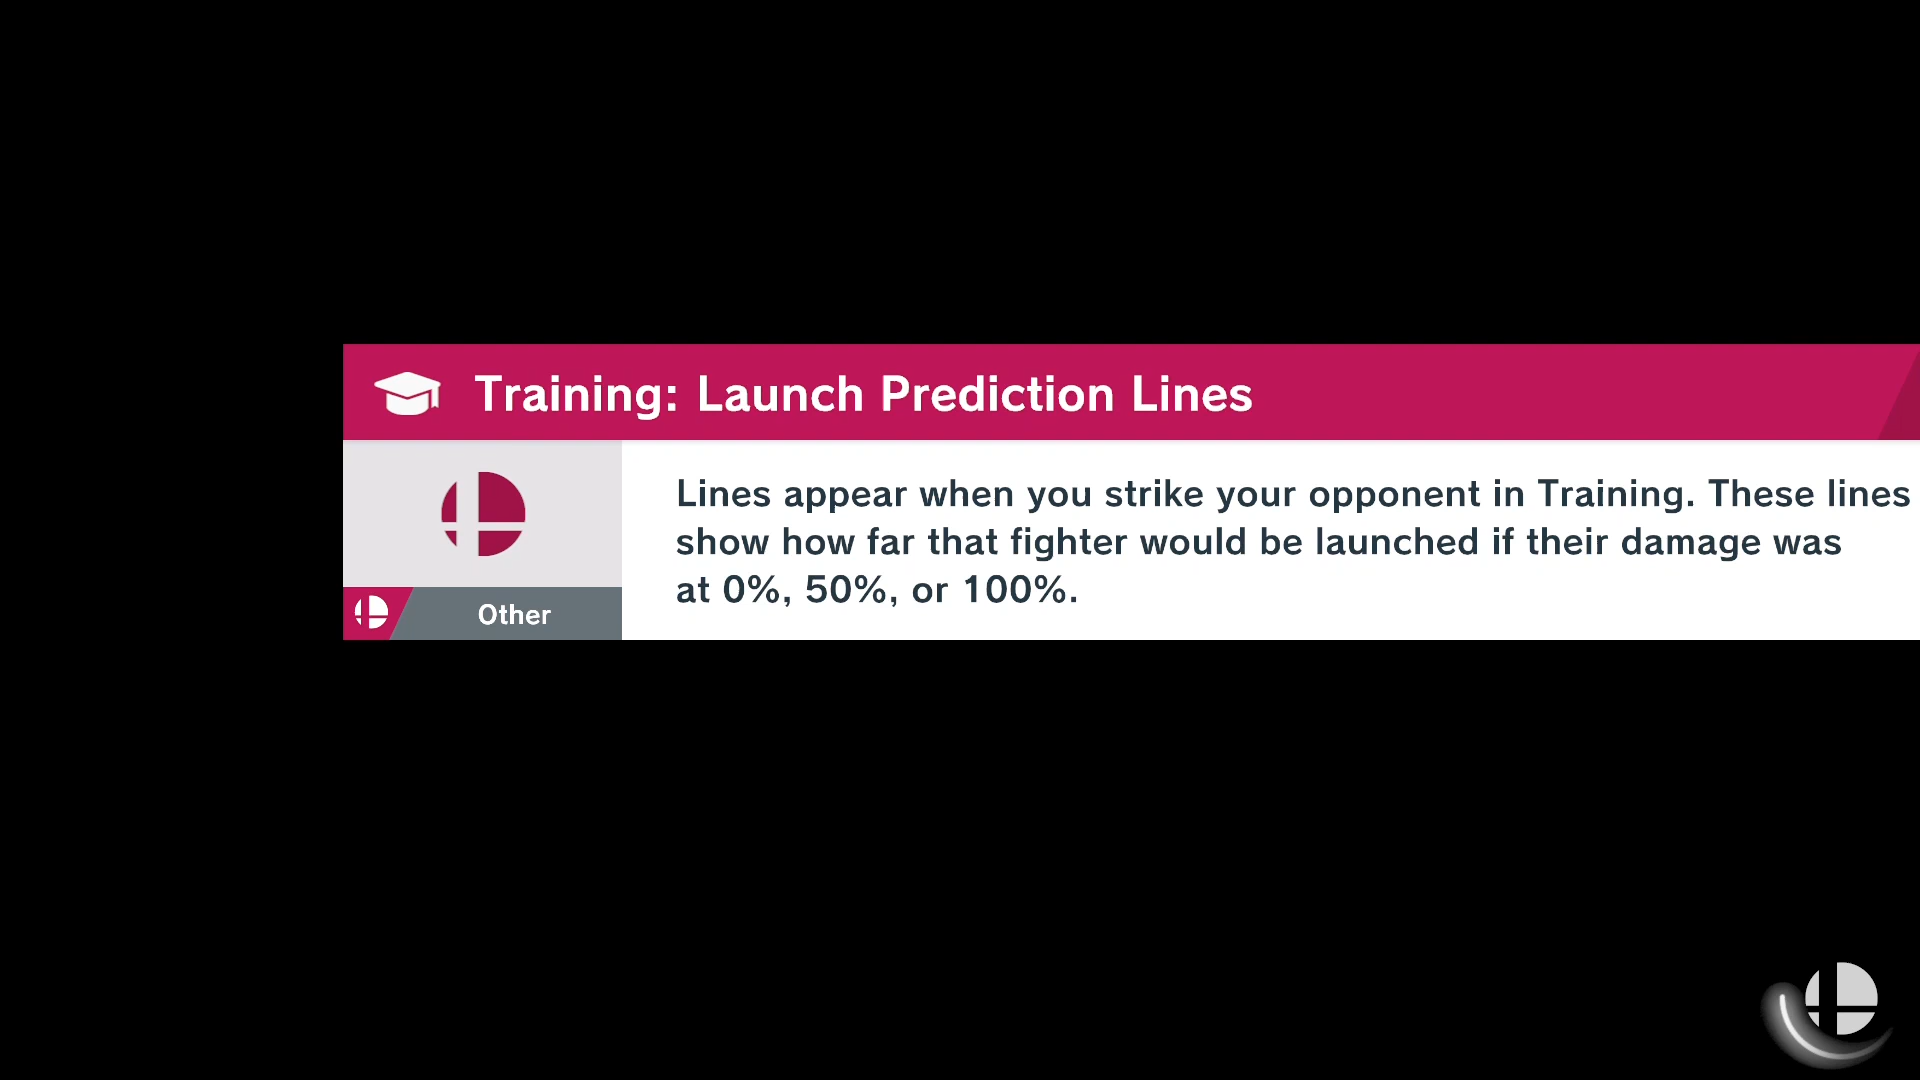 Training: Launch Prediction Lines
Lines appear when you strike your opponent in Training. These lines
show how far that fighter would be launched if their damage was
at 0%, 50%, or 100%.
Other